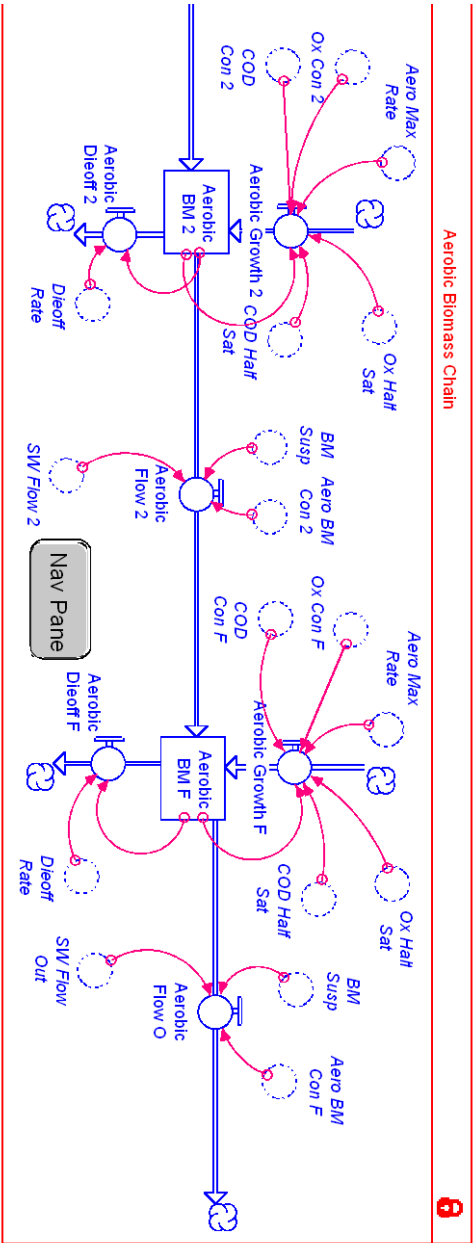 Aerobic Biomass Chain
Aero Max
Rate
Ox Con 2
COD
Con 2
Ox Half
Sat
Aerobic Growth 2
COD Half
Sat
Aerobic
BM 2
Aerobic
Dieoff 2
Dieoff
Rate
BM
Susp
Aero BM
Con 2
Aerobic
Flow 2
SW Flow 2
Nav Pane
Aero Max
Rate
Ox Con F
COD
Con F
Ox Half
Sat
Aerobic Growth F
COD Half
Sat
Aerobic
BM F
Aerobic
Dieoff F
Dieoff
Rate
BM
Susp
Aero BM
Con F
Aerobic
Flow O
SW Flow
Out